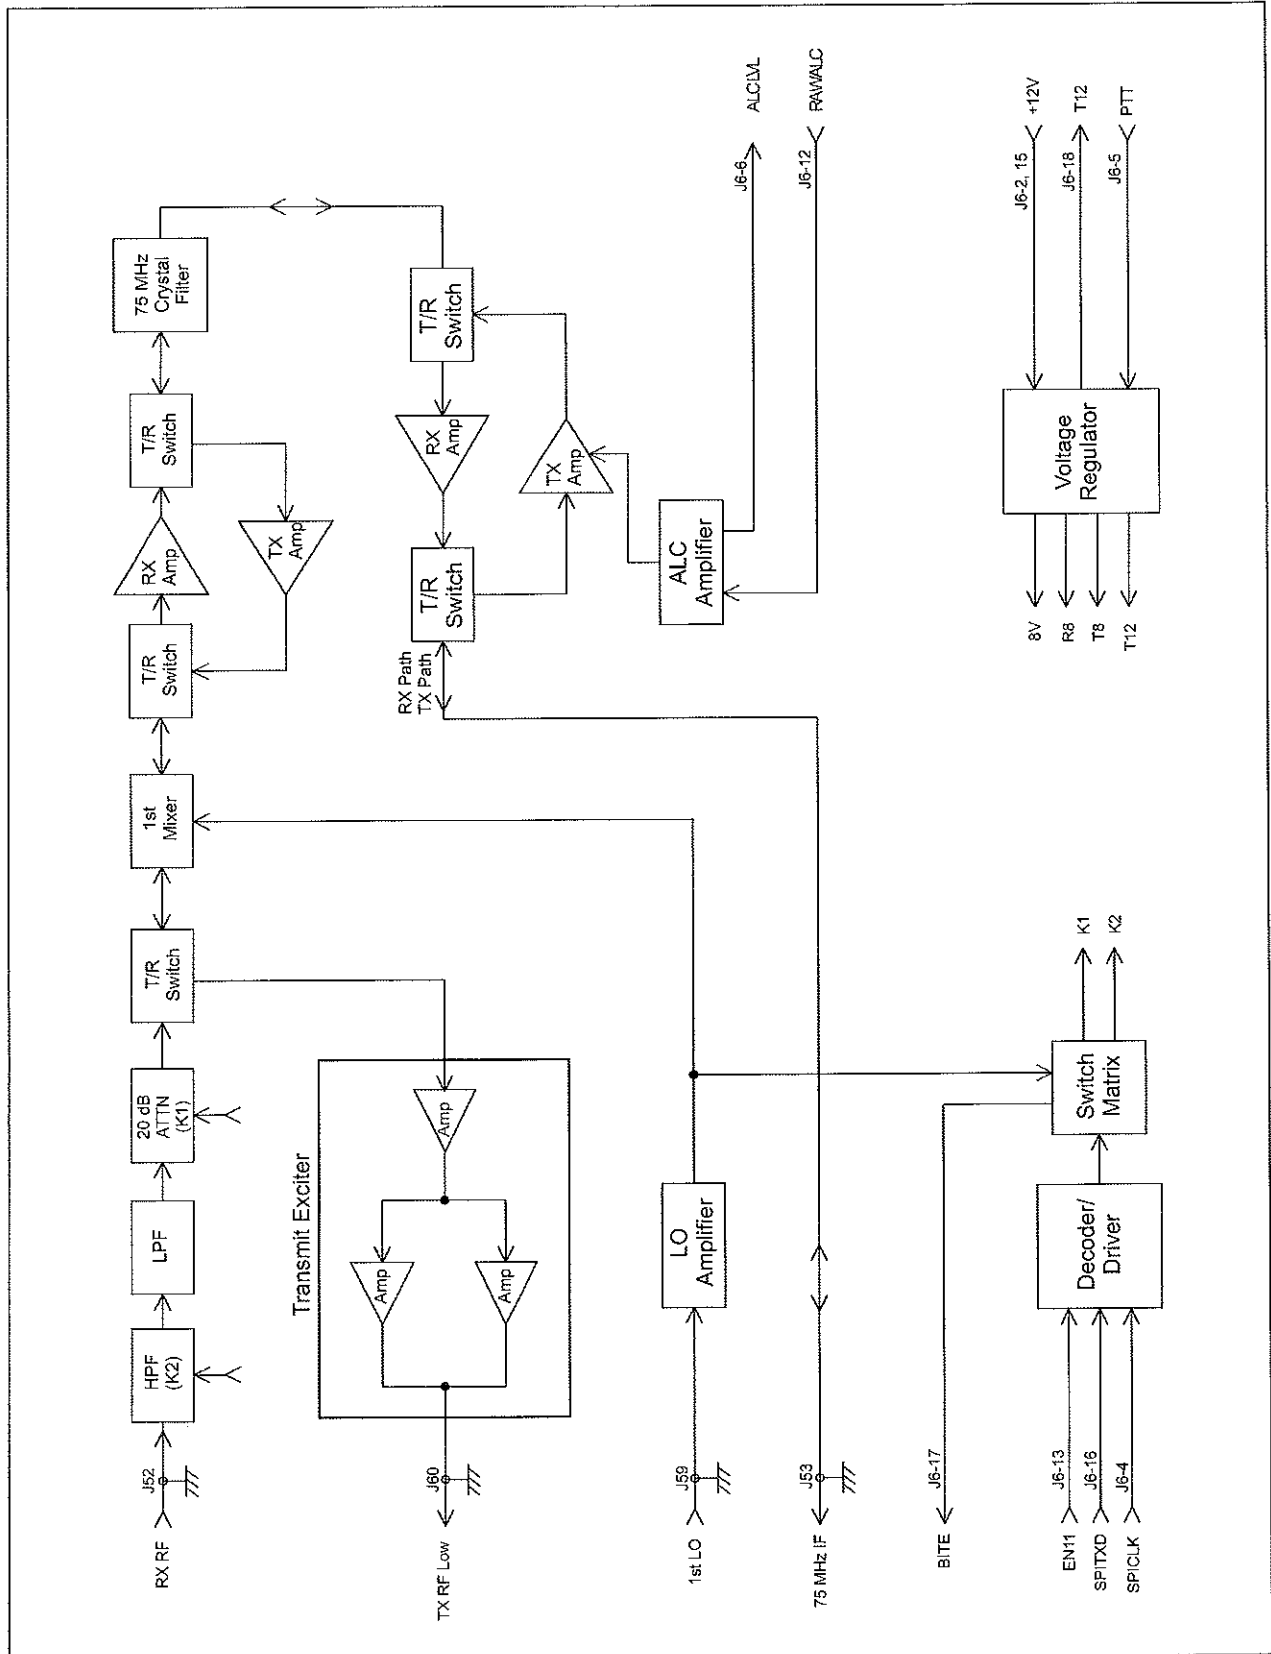 RX RF
J52
HPF
(K2)
LPF
20 dB
ATTN
(K1)
T/R
Switch
1st
Mixer
T/R
Switch
RX
Amp
T/R
Switch
75 MHz
Crystal
Filter
TX
Amp
Transmit Exciter
Amp
Amp
Amp
TX RF Low
J60
RX Path
TX Path
T/R
Switch
RX
Amp
T/R
Switch
TX
Amp
1st LO
J59
LO
Amplifier
ALC
Amplifier
J6-6
ALCLVL
J6-12
RAWALC
75 MHz IF
J53
BITE
J6-17
EN11
J6-13
SPITXD
J6-16
SPICLK
J6-4
Decoder/
Driver
Switch
Matrix
K1
K2
8V
R8
T8
T12
Voltage
Regulator
J6-2, 15
+12V
J6-18
T12
J6-5
PTT